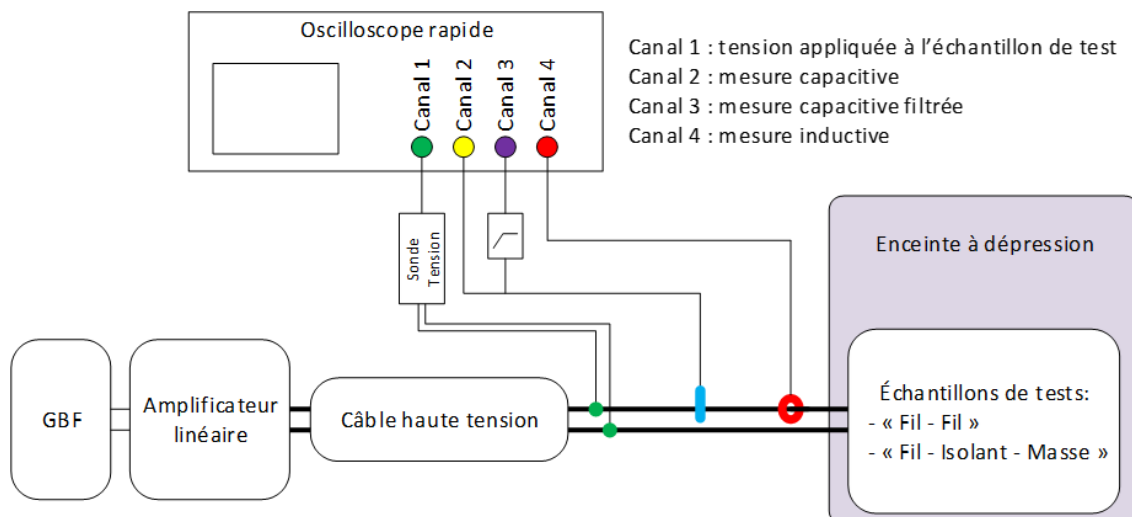 Oscilloscope rapide
Canal 1
Canal 2
Canal 3
Canal 4
Canal 1 : tension appliquée à l’échantillon de test
Canal 2 : mesure capacitive
Canal 3 : mesure capacitive filtrée
Canal 4 : mesure inductive
Sonde
Tension
Enceinte à dépression
GBF
Amplificateur
linéaire
Câble haute tension
Échantillons de tests:
- « Fil - Fil »
- « Fil - Isolant - Masse »